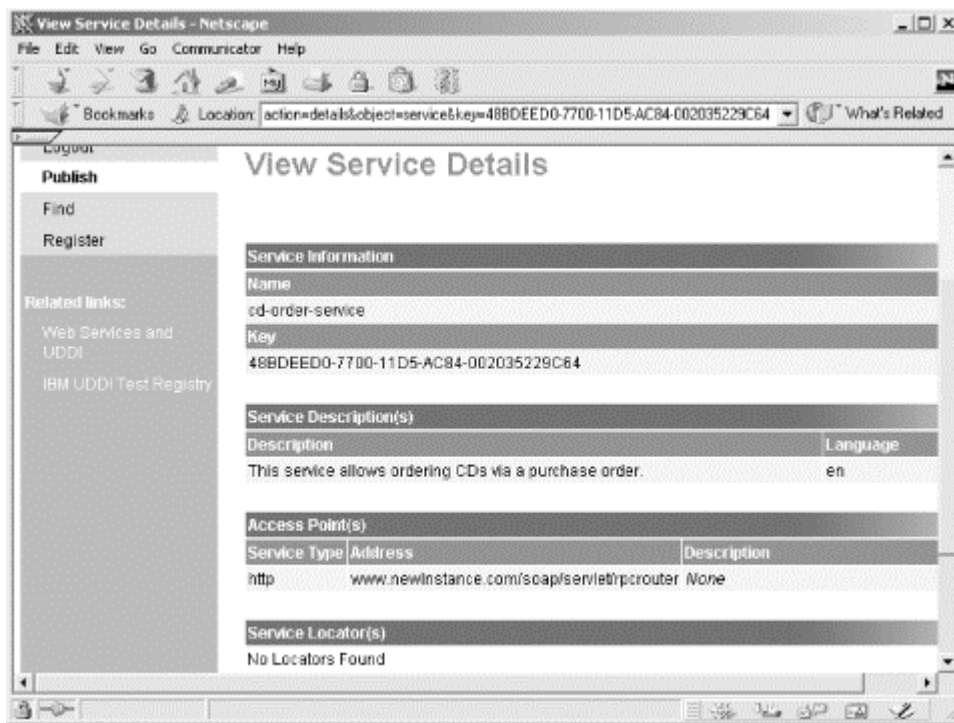 View Service Details - Netscape
File Edit View Go Communicator Help
Bookmarks Location: action=details&object=service&key=48BDEED0-7700-11D5-AC84-002035229C64 What's Related
Logout
Publish
Find
Register
Related links:
Web Services and
UDDI
IBM UDDI Test Registry
View Service Details
Service Information
Name
cd-order-service
Key
48BDEED0-7700-11D5-AC84-002035229C64
Service Description(s)
Description Language
This service allows ordering CDs via a purchase order. en
Access Point(s)
Service Type Address Description
http www.newInstance.com/soap/servlet/rpcrouter None
Service Locator(s)
No Locators Found